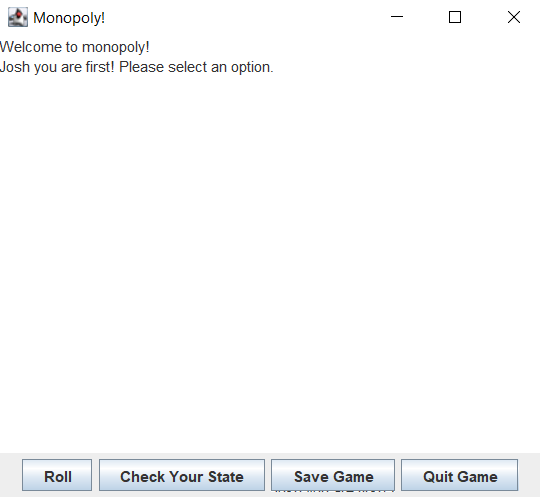 Monopoly!
Welcome to monopoly!
Josh you are first! Please select an option.
Roll Check Your State Save Game Quit Game